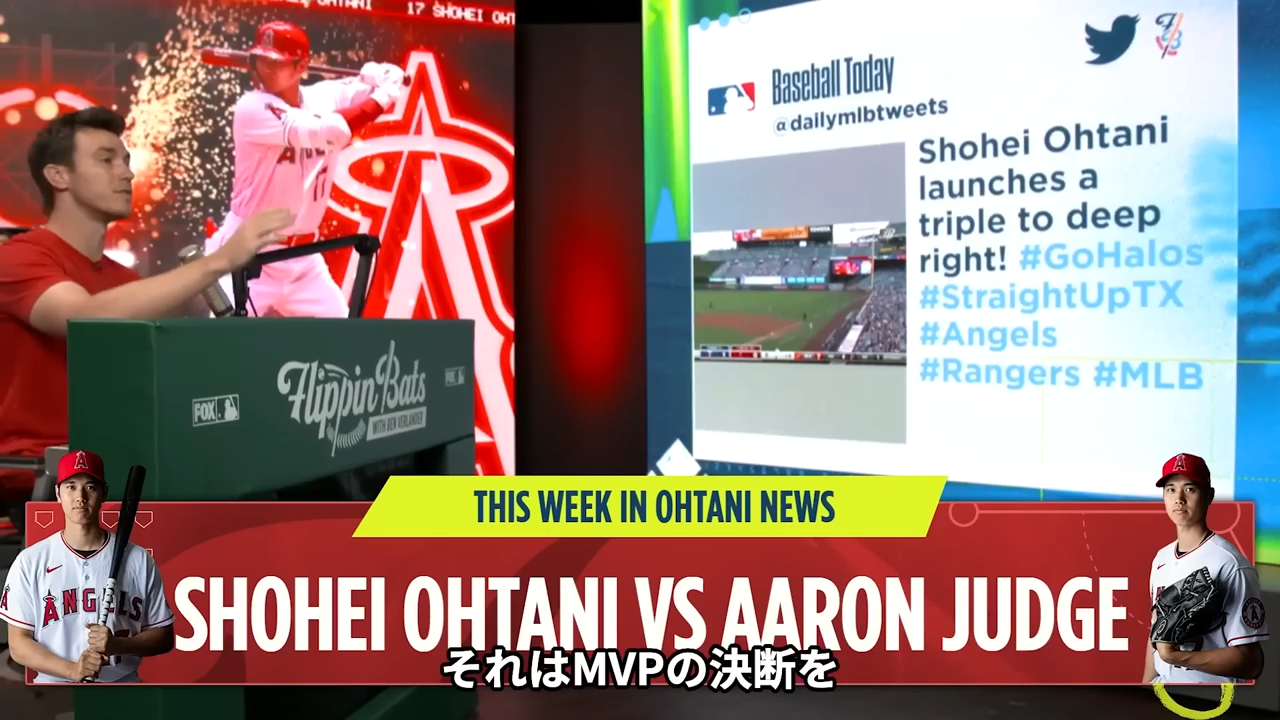 17 SHOHEI OHT
Baseball Today
@dailymlbtweets
Shohei Ohtani
launches a
triple to deep
right! #GoHalos
#StraightUpTX
#Angels
#Rangers #MLB
FOX
Flippin Bats
WITH BEN VERLANDER
THIS WEEK IN OHTANI NEWS
SHOHEI OHTANI VS AARON JUDGE
それはMVPの決断を
ANGELS